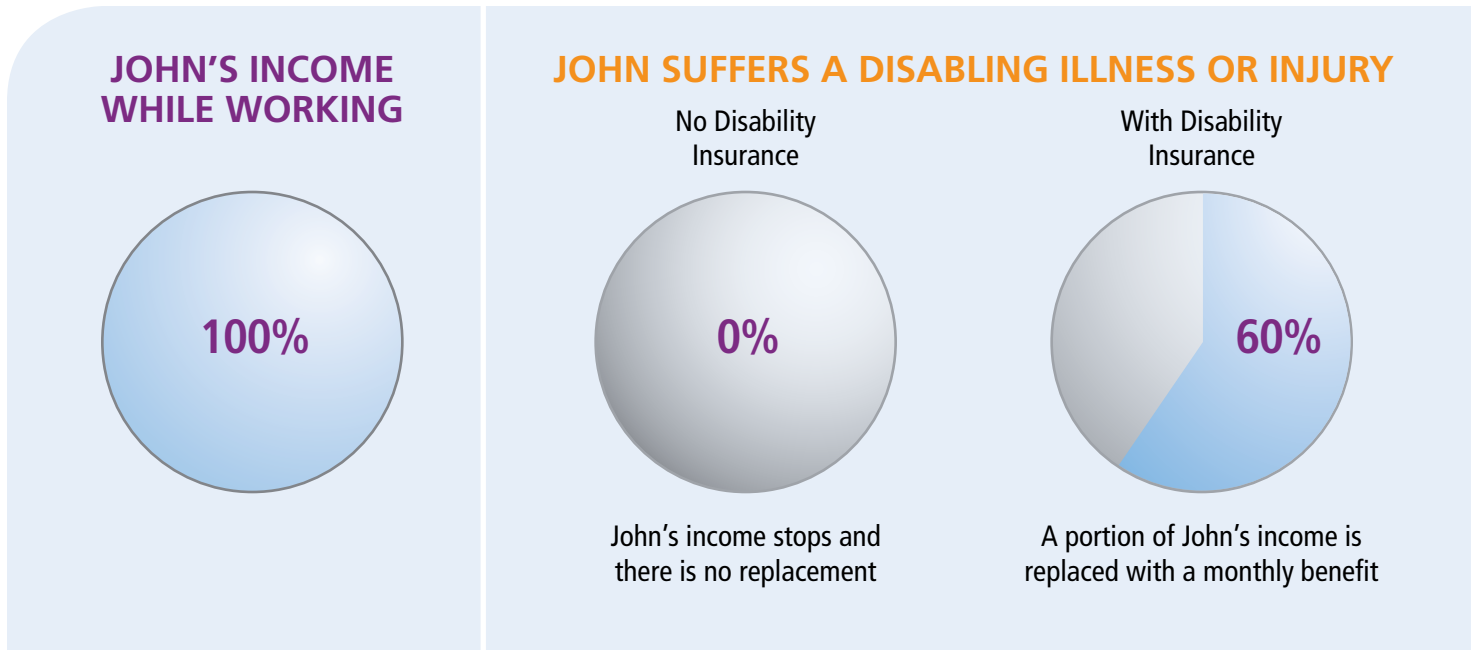 JOHN’S INCOME
WHILE WORKING
100%
JOHN SUFFERS A DISABLING ILLNESS OR INJURY
No Disability
Insurance
0%
John’s income stops and
there is no replacement
With Disability
Insurance
60%
A portion of John’s income is
replaced with a monthly benefit